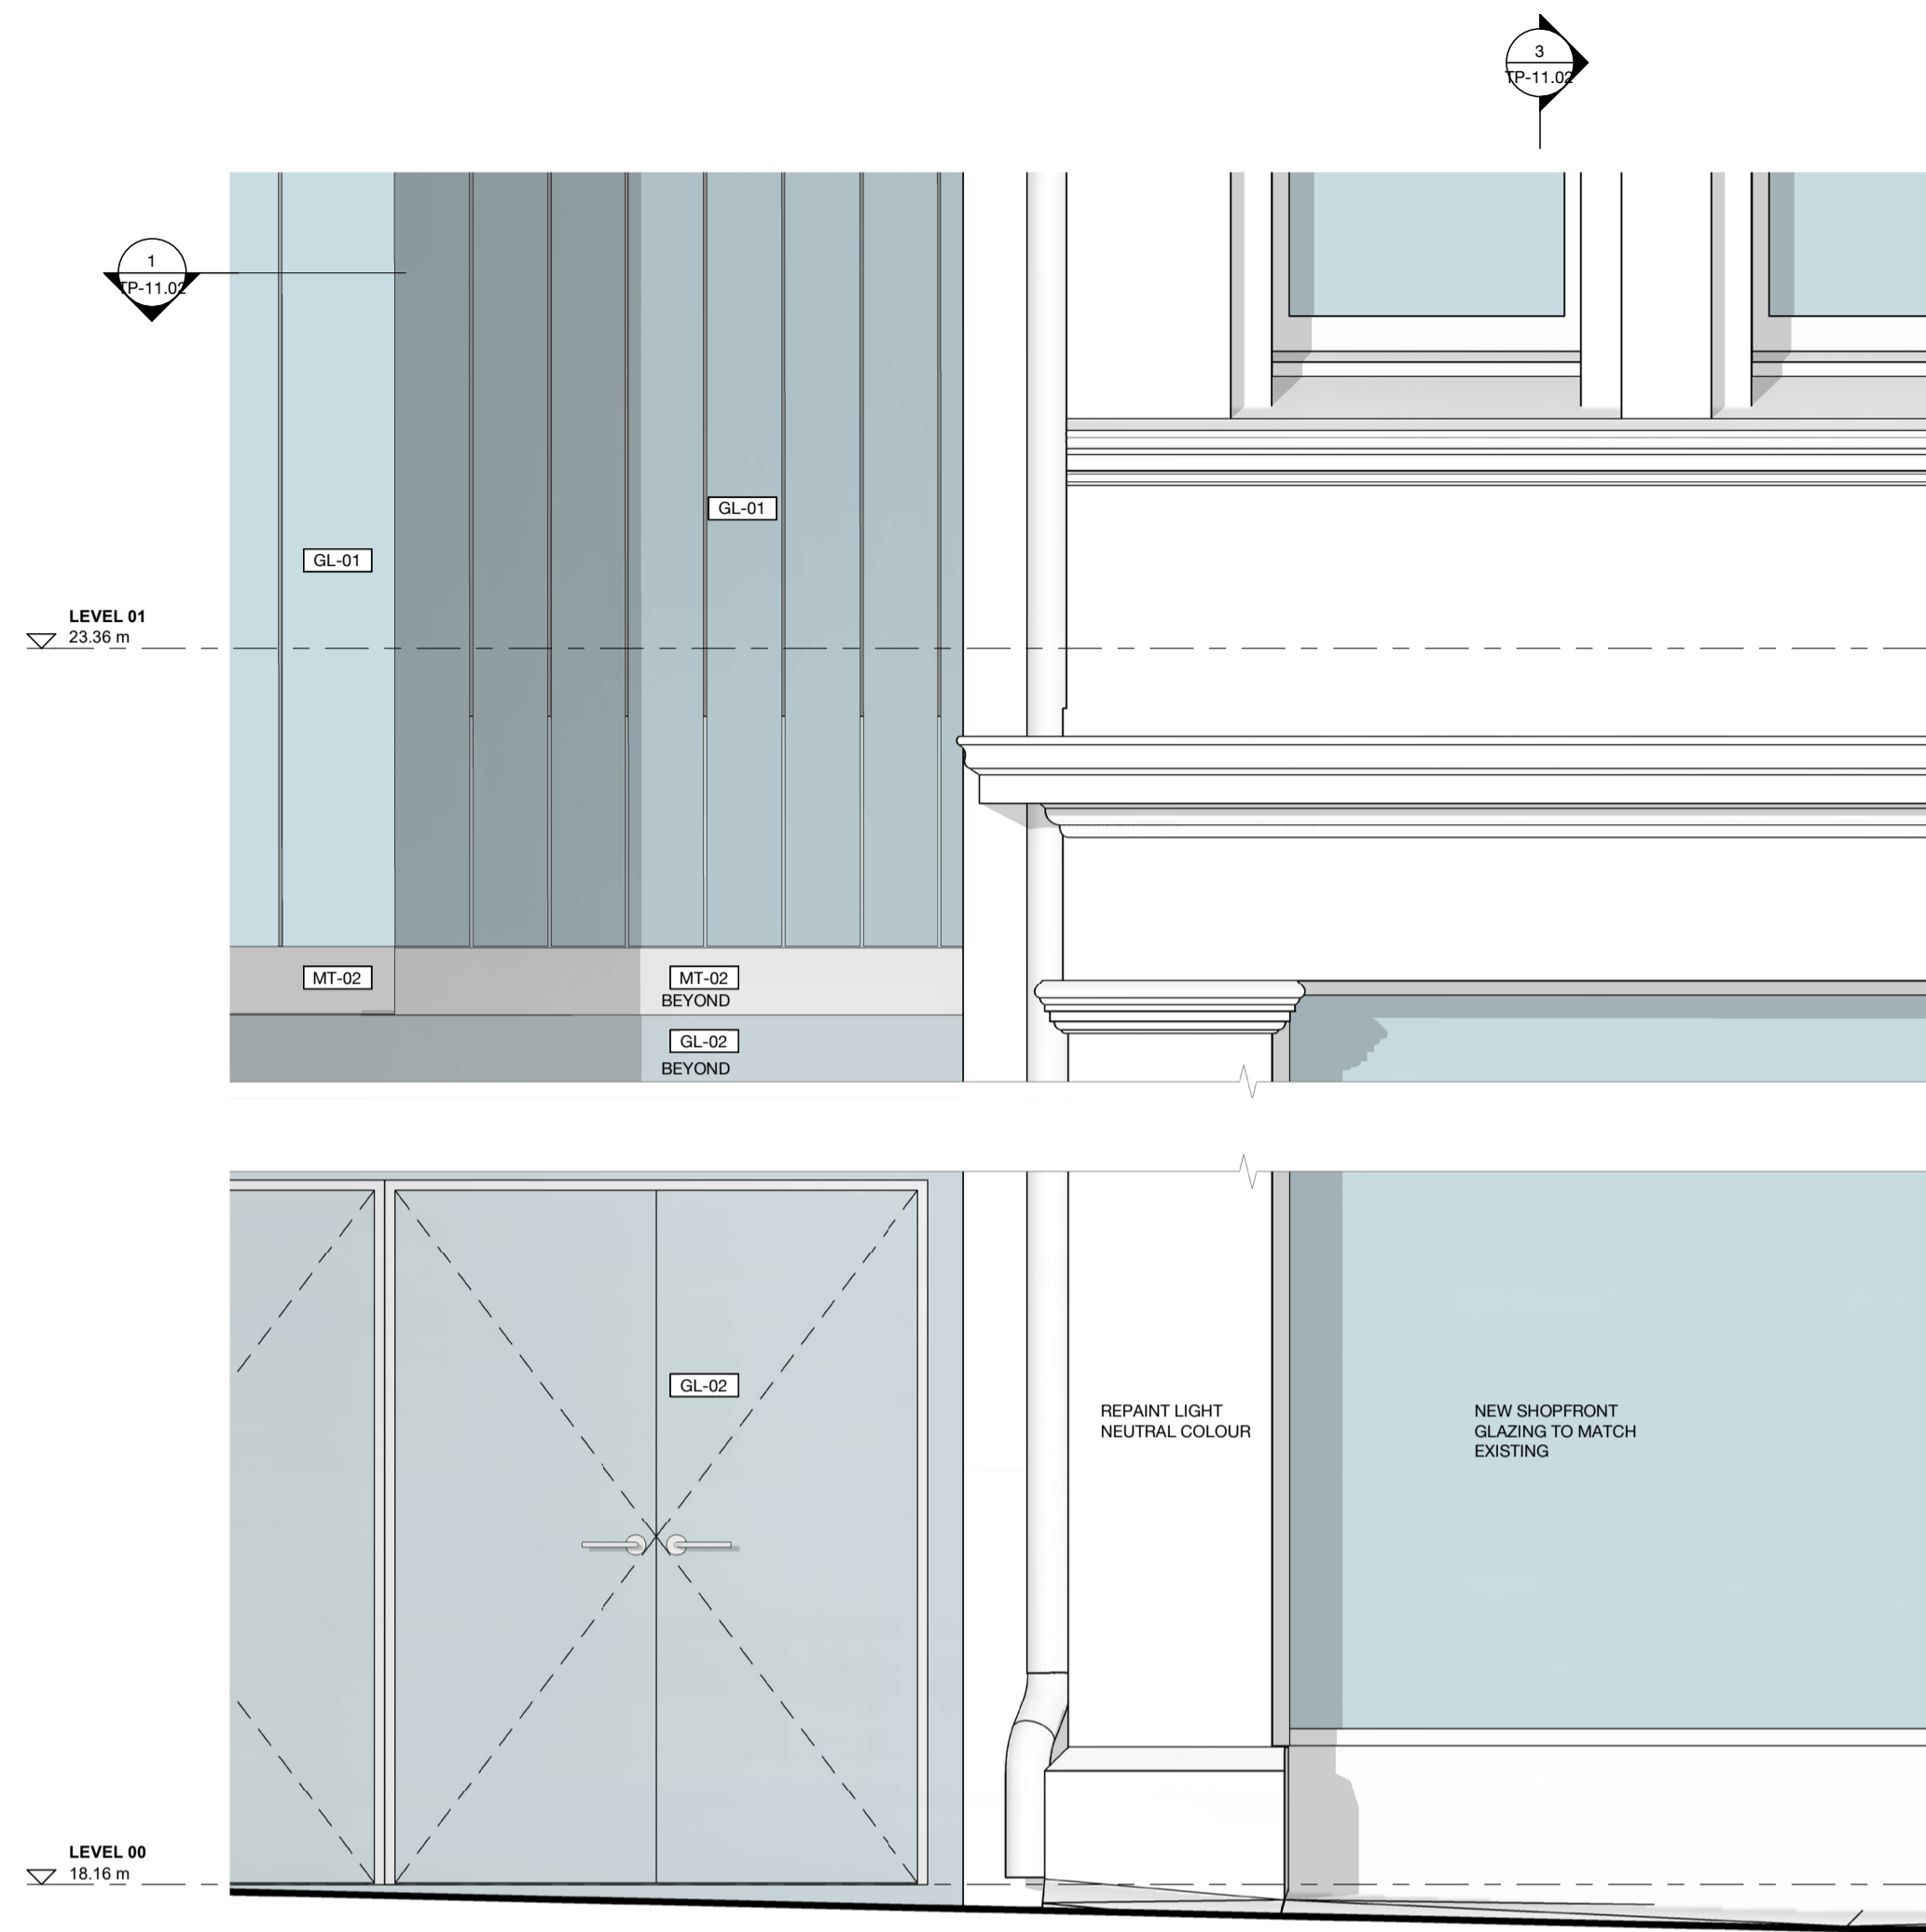 3
TP-11.02
1
TP-11.02
GL-01
GL-01
LEVEL 01
23.36 m
MT-02
MT-02
BEYOND
GL-02
BEYOND
GL-02
REPAINT LIGHT
NEUTRAL COLOUR
NEW SHOPFRONT
GLAZING TO MATCH
EXISTING
LEVEL 00
18.16 m